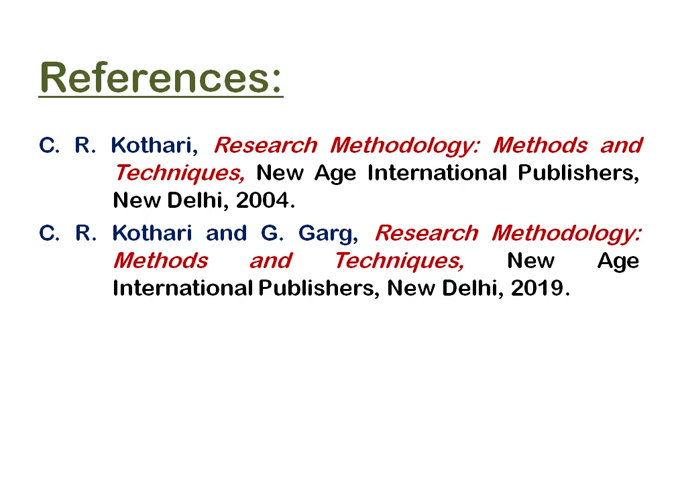 References:
C. R. Kothari, Research Methodology: Methods and
Techniques, New Age International Publishers,
New Delhi, 2004.
C. R. Kothari and G. Garg, Research Methodology:
Methods and Techniques, New Age
International Publishers, New Delhi, 2019.